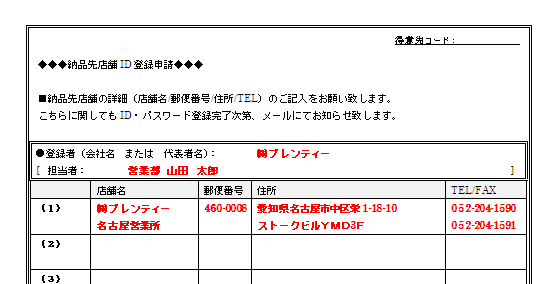 得意先コード：
◆◆◆納品先店舗ID登録申請◆◆◆
■納品先店舗の詳細（店舗名/郵便番号/住所/TEL）のご記入をお願い致します。
こちらに関してもID・パスワード登録完了次第、メールにてお知らせ致します。
●登録者（会社名 または 代表者名）： ㈱プレンティー
[ 担当者： 営業部 山田 太郎 ]
店舗名 郵便番号 住所 TEL/FAX
(1) ㈱プレンティー 460-0008 愛知県名古屋市中区栄1-18-10 052-204-1590
名古屋営業所 ストークビルYMD3F 052-204-1591
(2)
(3)